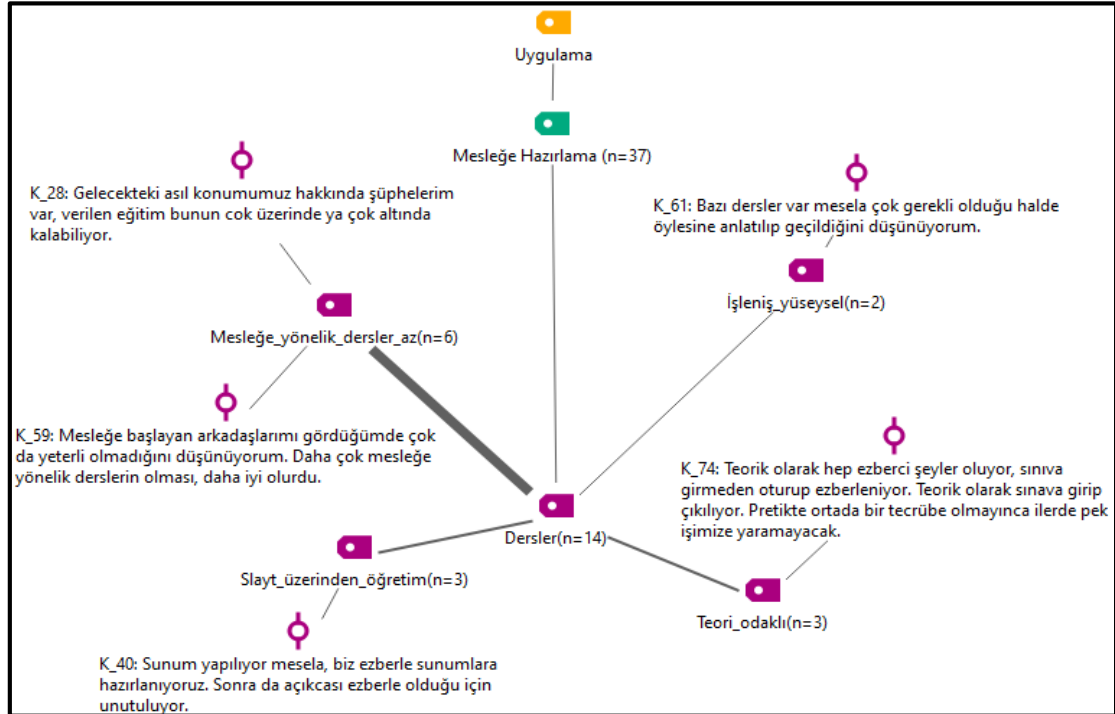 Uygulama
Mesleğe Hazırlama (n=37)
K_28: Gelecekteki asıl konumumuz hakkında şüphelerim
var, verilen eğitim bunun cok üzerinde ya çok altında
kalabiliyor.
K_61: Bazı dersler var mesela çok gerekli olduğu halde
öylesine anlatılıp geçildiğini düşünüyorum.
İşleniş_yüseysel(n=2)
Mesleğe_yönelik_dersler_az(n=6)
K_59: Mesleğe başlayan arkadaşlarımı gördüğümde çok
da yeterli olmadığını düşünüyorum. Daha çok mesleğe
yönelik derslerin olması, daha iyi olurdu.
K_74: Teorik olarak hep ezberci şeyler oluyor, sınıva
girmeden oturup ezberleniyor. Teorik olarak sınava girip
çıkılıyor. Pretikte ortada bir tecrübe olmayınca ilerde pek
işimize yaramayacak.
Dersler(n=14)
Slayt_üzerinden_öğretim(n=3)
Teori_odaklı(n=3)
K_40: Sunum yapılıyor mesela, biz ezberle sunumlara
hazırlanıyoruz. Sonra da açıkcası ezberle olduğu için
unutuluyor.